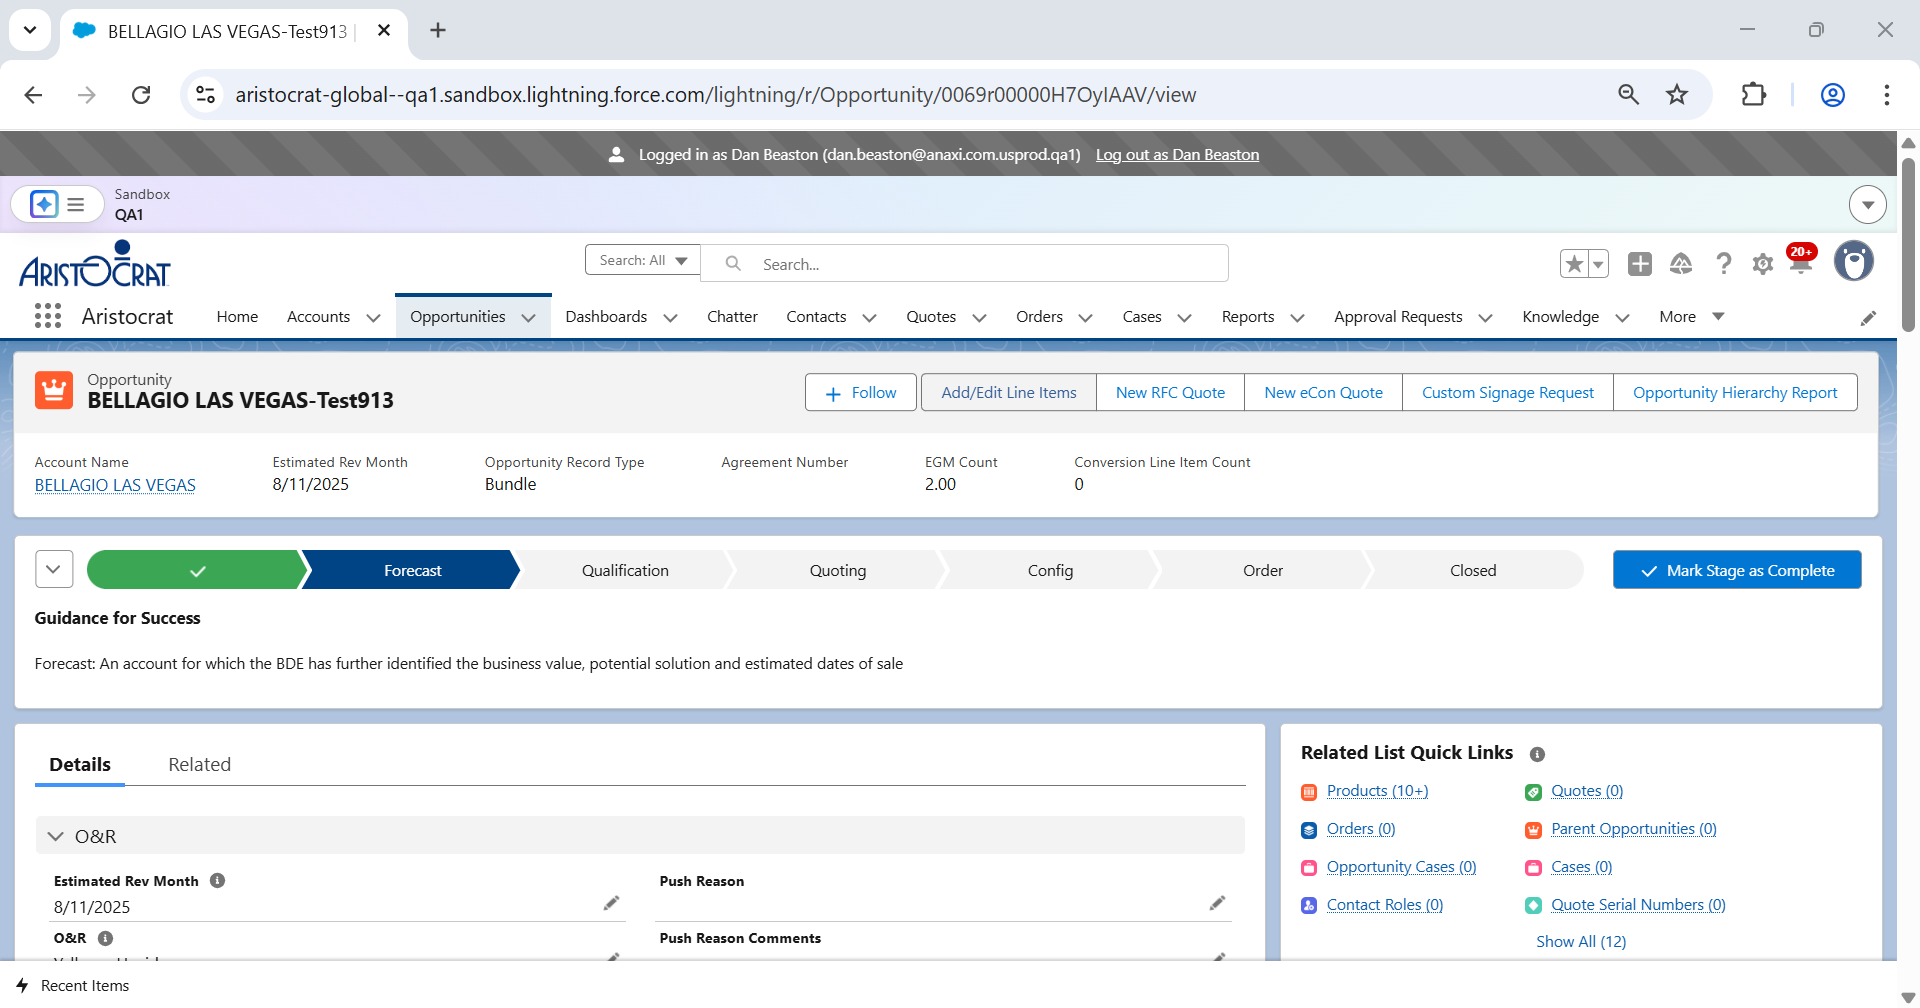 BELLAGIO LAS VEGAS-Test913
aristocrat-global--qa1.sandbox.lightning.force.com/lightning/r/Opportunity/0069r00000H7OyIAAV/view
Logged in as Dan Beaston (dan.beaston@anaxi.com.usprod.qa1) Log out as Dan Beaston
Sandbox
QA1
ARISTOCRAT
Search: All
Search...
20+
Aristocrat
Home
Accounts
Opportunities
Dashboards
Chatter
Contacts
Quotes
Orders
Cases
Reports
Approval Requests
Knowledge
More
Opportunity
BELLAGIO LAS VEGAS-Test913
Follow
Add/Edit Line Items
New RFC Quote
New eCon Quote
Custom Signage Request
Opportunity Hierarchy Report
Account Name
BELLAGIO LAS VEGAS
Estimated Rev Month
8/11/2025
Opportunity Record Type
Bundle
Agreement Number
EGM Count
2.00
Conversion Line Item Count
0
Forecast
Qualification
Quoting
Config
Order
Closed
Mark Stage as Complete
Guidance for Success
Forecast: An account for which the BDE has further identified the business value, potential solution and estimated dates of sale
Details
Related
O&R
Estimated Rev Month
8/11/2025
Push Reason
O&R
Push Reason Comments
Related List Quick Links
Products (10+)
Quotes (0)
Orders (0)
Parent Opportunities (0)
Opportunity Cases (0)
Cases (0)
Contact Roles (0)
Quote Serial Numbers (0)
Show All (12)
Recent Items